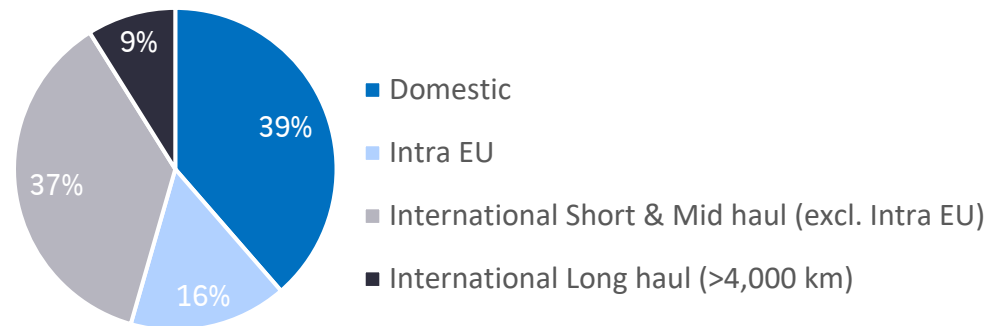 9%
39%
37%
16%
Domestic
Intra EU
International Short & Mid haul (excl. Intra EU)
International Long haul (>4,000 km)